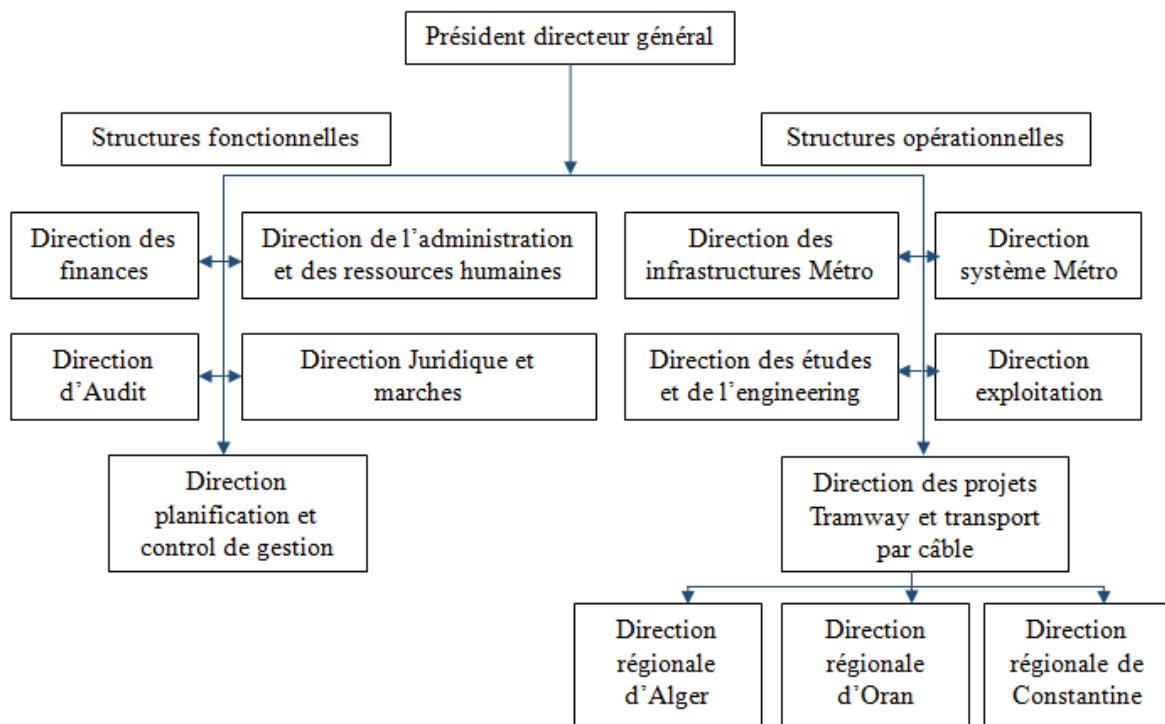 Président directeur général
Structures fonctionnelles
Structures opérationnelles
Direction des
finances
Direction de l’administration
et des ressources humaines
Direction des
infrastructures Métro
Direction
système Métro
Direction
d’Audit
Direction Juridique et
marches
Direction des études
et de l’engineering
Direction
exploitation
Direction
planification et
control de gestion
Direction des projets
Tramway et transport
par câble
Direction
régionale
d’Alger
Direction
régionale
d’Oran
Direction
régionale de
Constantine